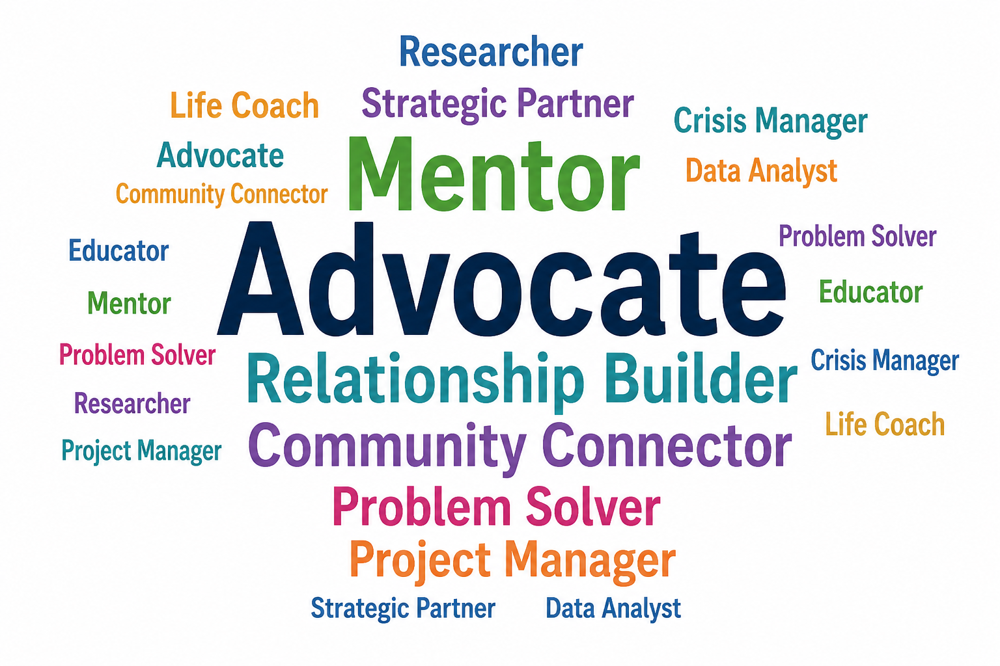 Researcher
Strategic Partner
Life Coach
Crisis Manager
Advocate
Mentor
Data Analyst
Community Connector
Advocate
Problem Solver
Educator
Educator
Mentor
Problem Solver
Relationship Builder
Crisis Manager
Researcher
Life Coach
Community Connector
Project Manager
Problem Solver
Project Manager
Strategic Partner
Data Analyst